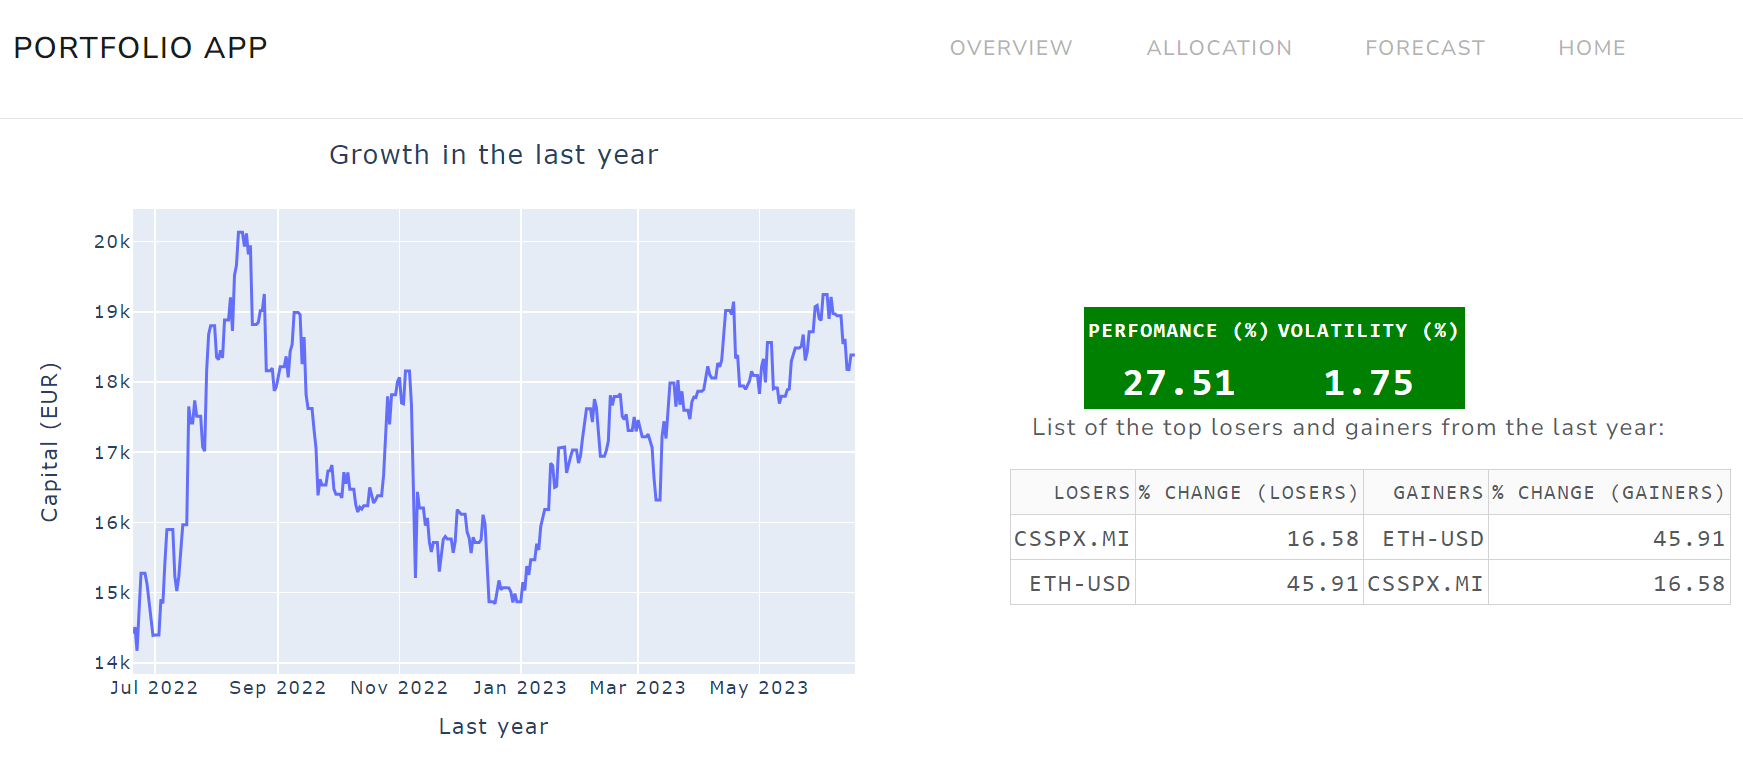 PORTFOLIO APP
OVERVIEW ALLOCATION FORECAST HOME
Growth in the last year
Capital (EUR)
20k
19k
18k
17k
16k
15k
14k
Jul 2022 Sep 2022 Nov 2022 Jan 2023 Mar 2023 May 2023
Last year
PERFOMANCE (%) VOLATILITY (%)
27.51 1.75
List of the top losers and gainers from the last year:
LOSERS % CHANGE (LOSERS) GAINERS % CHANGE (GAINERS)
CSSPX.MI 16.58 ETH-USD 45.91
ETH-USD 45.91 CSSPX.MI 16.58